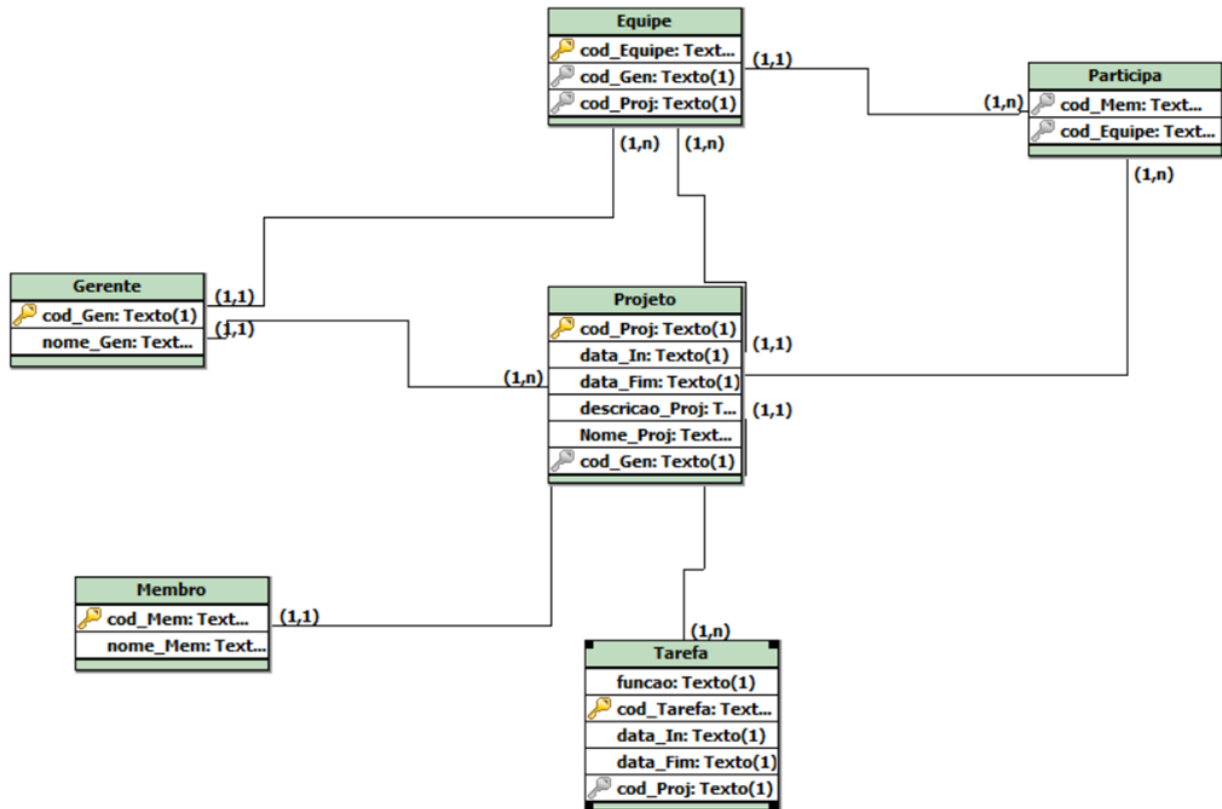 Equipe
cod_Equipe: Text...
cod_Gen: Texto(1)
cod_Proj: Texto(1)
(1,1)
(1,n)
(1,n)
Participa
cod_Mem: Text...
cod_Equipe: Text...
(1,n)
(1,n)
Gerente
cod_Gen: Texto(1)
nome_Gen: Text...
(1,1)
(1,1)
(1,n)
Projeto
cod_Proj: Texto(1)
data_In: Texto(1)
data_Fim: Texto(1)
descricao_Proj: T...
Nome_Proj: Text...
cod_Gen: Texto(1)
(1,1)
(1,1)
Membro
cod_Mem: Text...
nome_Mem: Text...
(1,1)
(1,n)
Tarefa
funcao: Texto(1)
cod_Tarefa: Text...
data_In: Texto(1)
data_Fim: Texto(1)
cod_Proj: Texto(1)